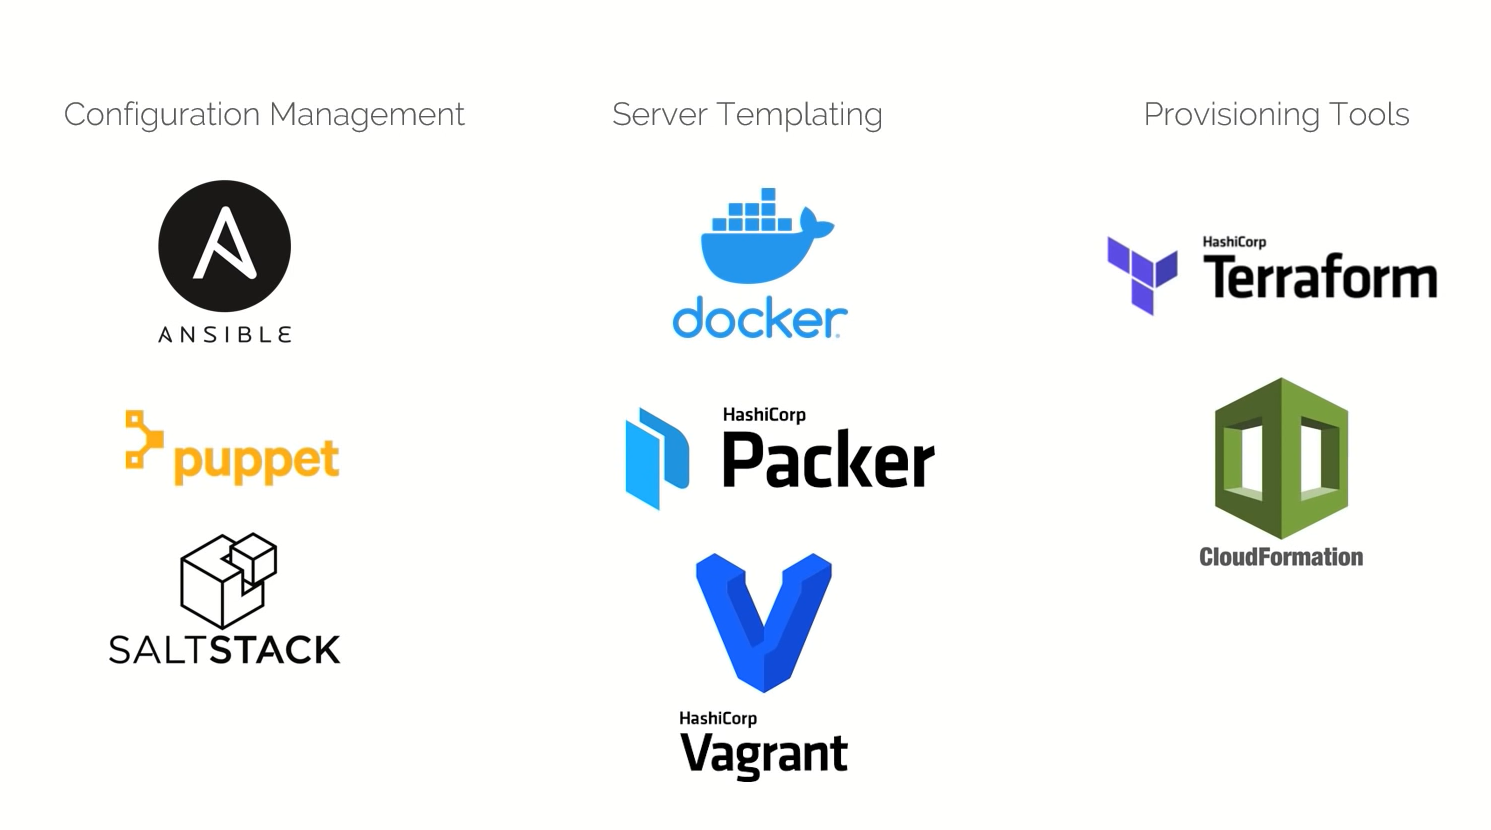 Configuration Management
ANSIBLE
puppet
SALTSTACK
Server Templating
docker
HashiCorp
Packer
HashiCorp
Vagrant
Provisioning Tools
HashiCorp
Terraform
CloudFormation